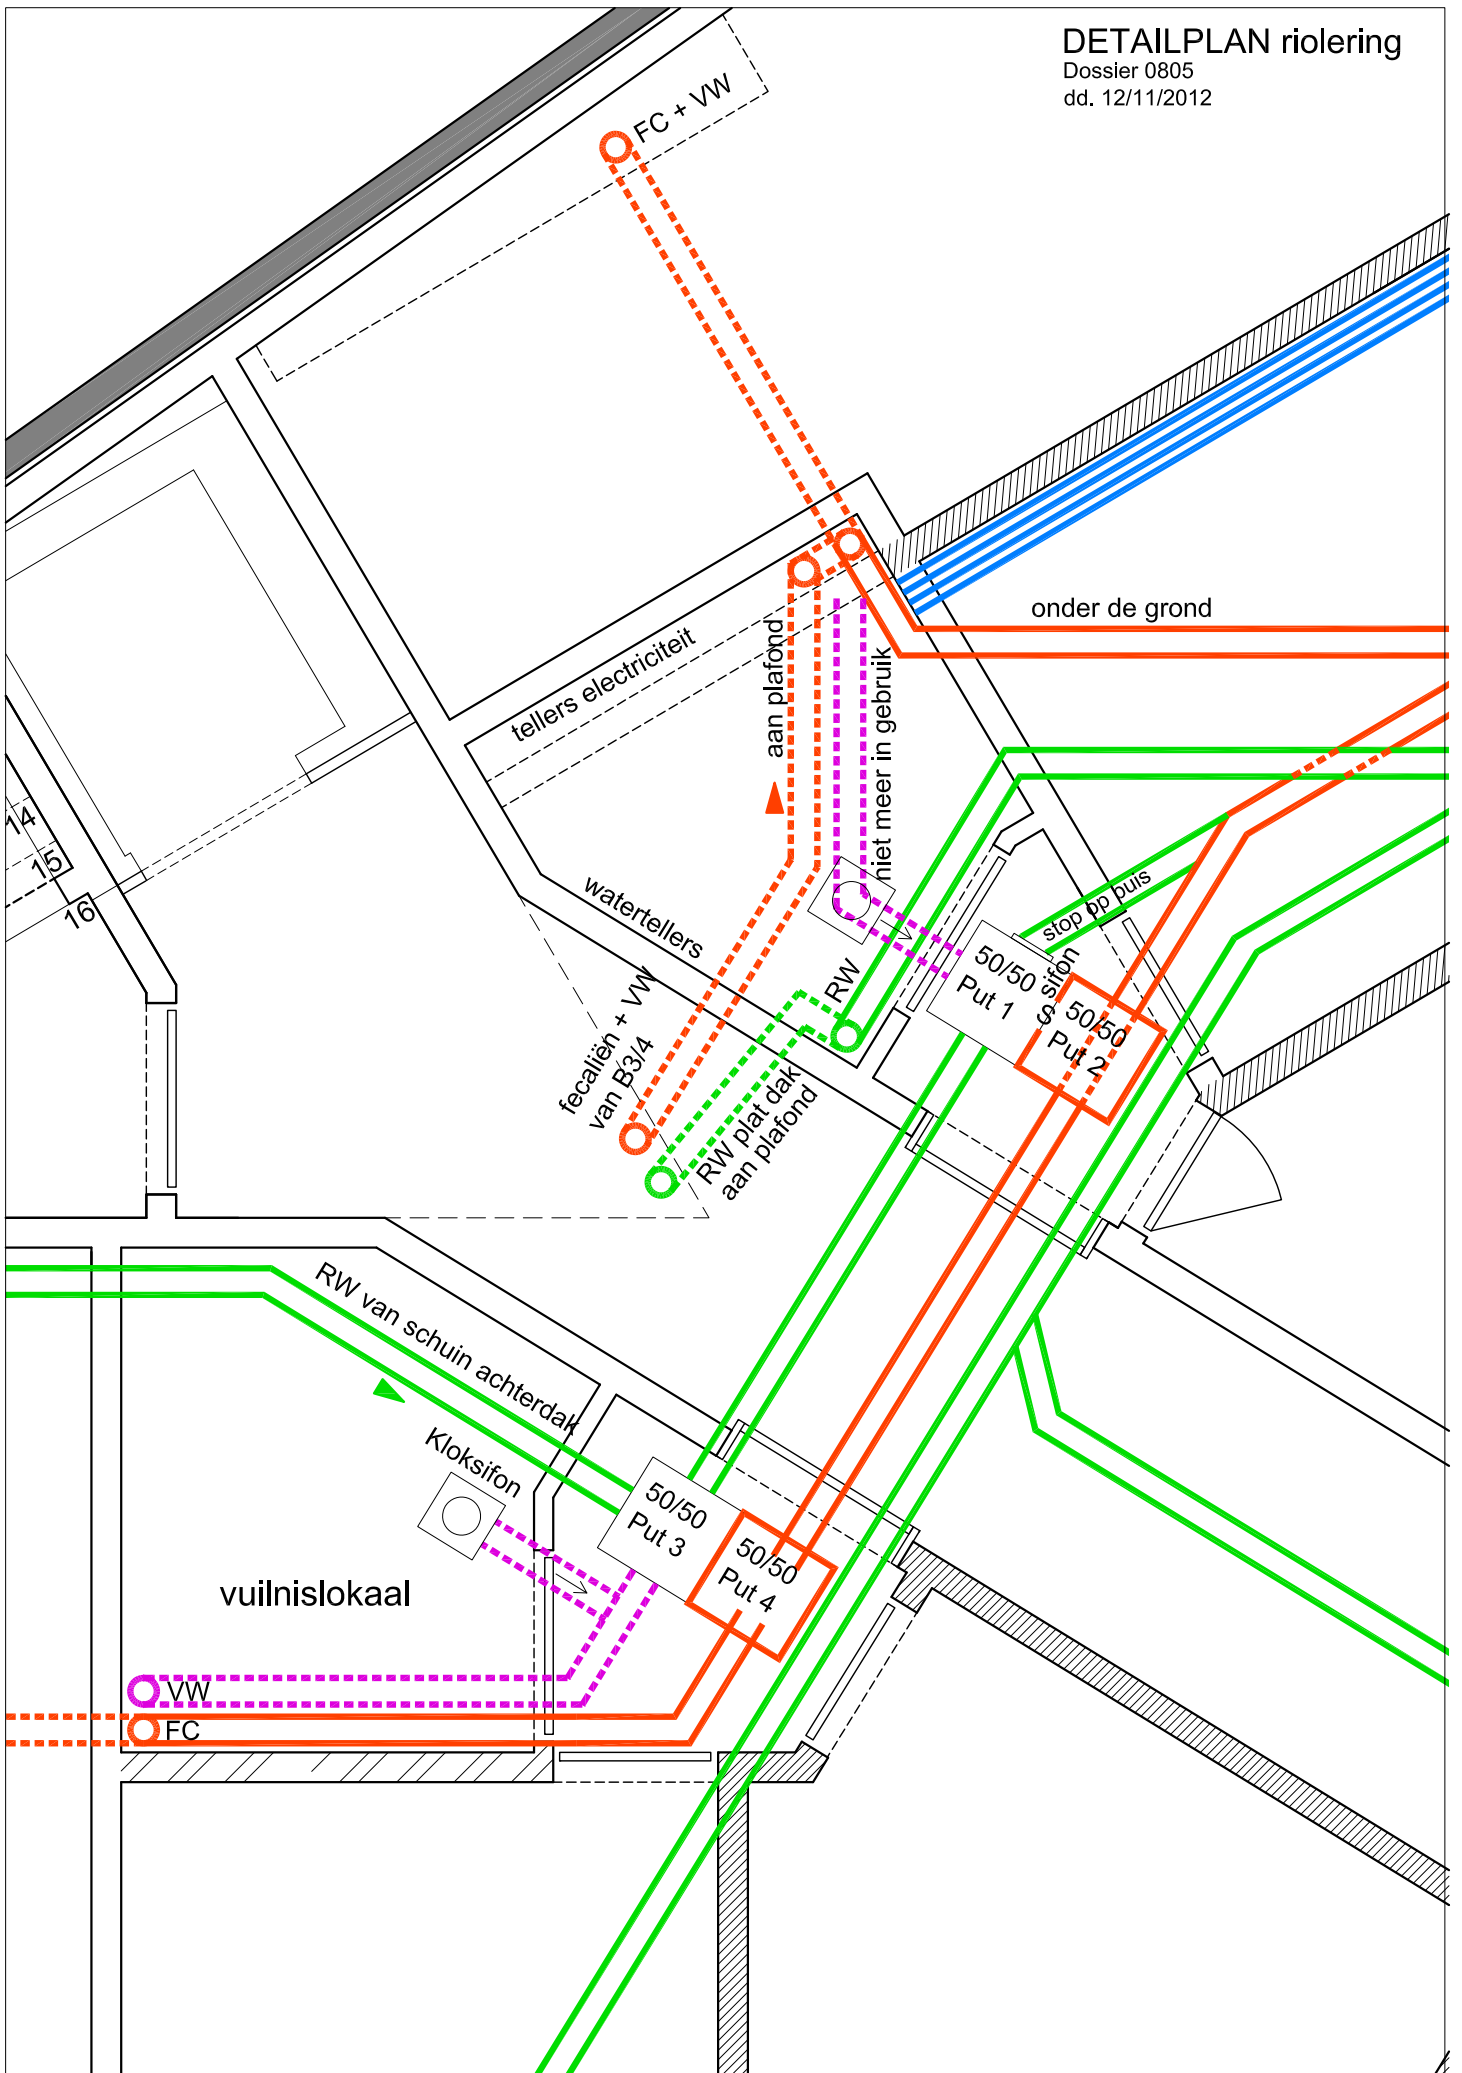 DETAILPLAN riolering
Dossier 0805
dd. 12/11/2012
FC + VW
onder de grond
tellers electriciteit
aan plafond
niet meer in gebruik
14
15
16
watertellers
stop op buis
RW
50/50
Put 1
sifon
S
50/50
Put 2
fecaliën + VW
van B3/4
RW plat dak
aan plafond
RW van schuin achterdak
Kloksifon
50/50
Put 3
50/50
Put 4
vuilnislokaal
VW
FC